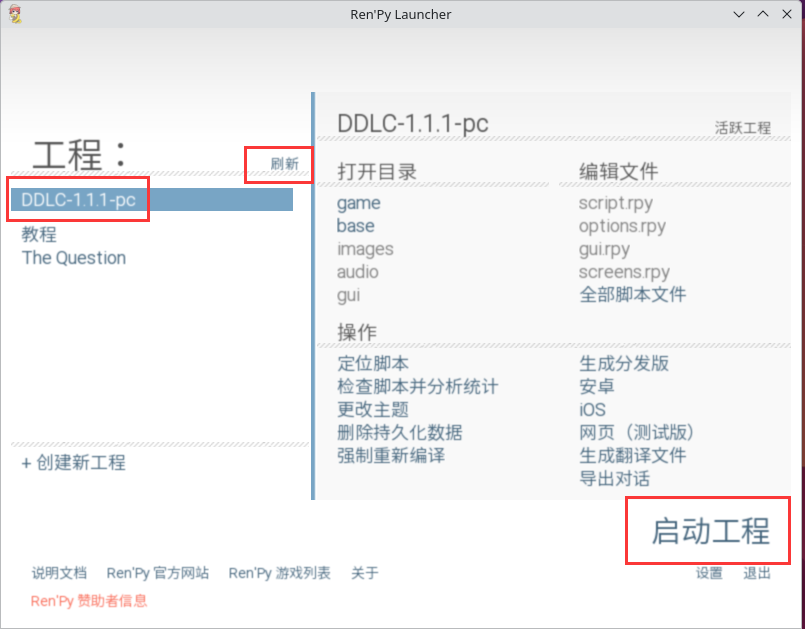 Ren'Py Launcher
工程：
刷新
DDLC-1.1.1-pc
教程
The Question
+ 创建新工程
DDLC-1.1.1-pc
活跃工程
打开目录
game
base
images
audio
gui
编辑文件
script.rpy
options.rpy
gui.rpy
screens.rpy
全部脚本文件
操作
定位脚本
检查脚本并分析统计
更改主题
删除持久化数据
强制重新编译
生成分发版
安卓
iOS
网页（测试版）
生成翻译文件
导出对话
启动工程
说明文档 Ren'Py 官方网站 Ren'Py 游戏列表 关于
设置 退出
Ren'Py 赞助者信息